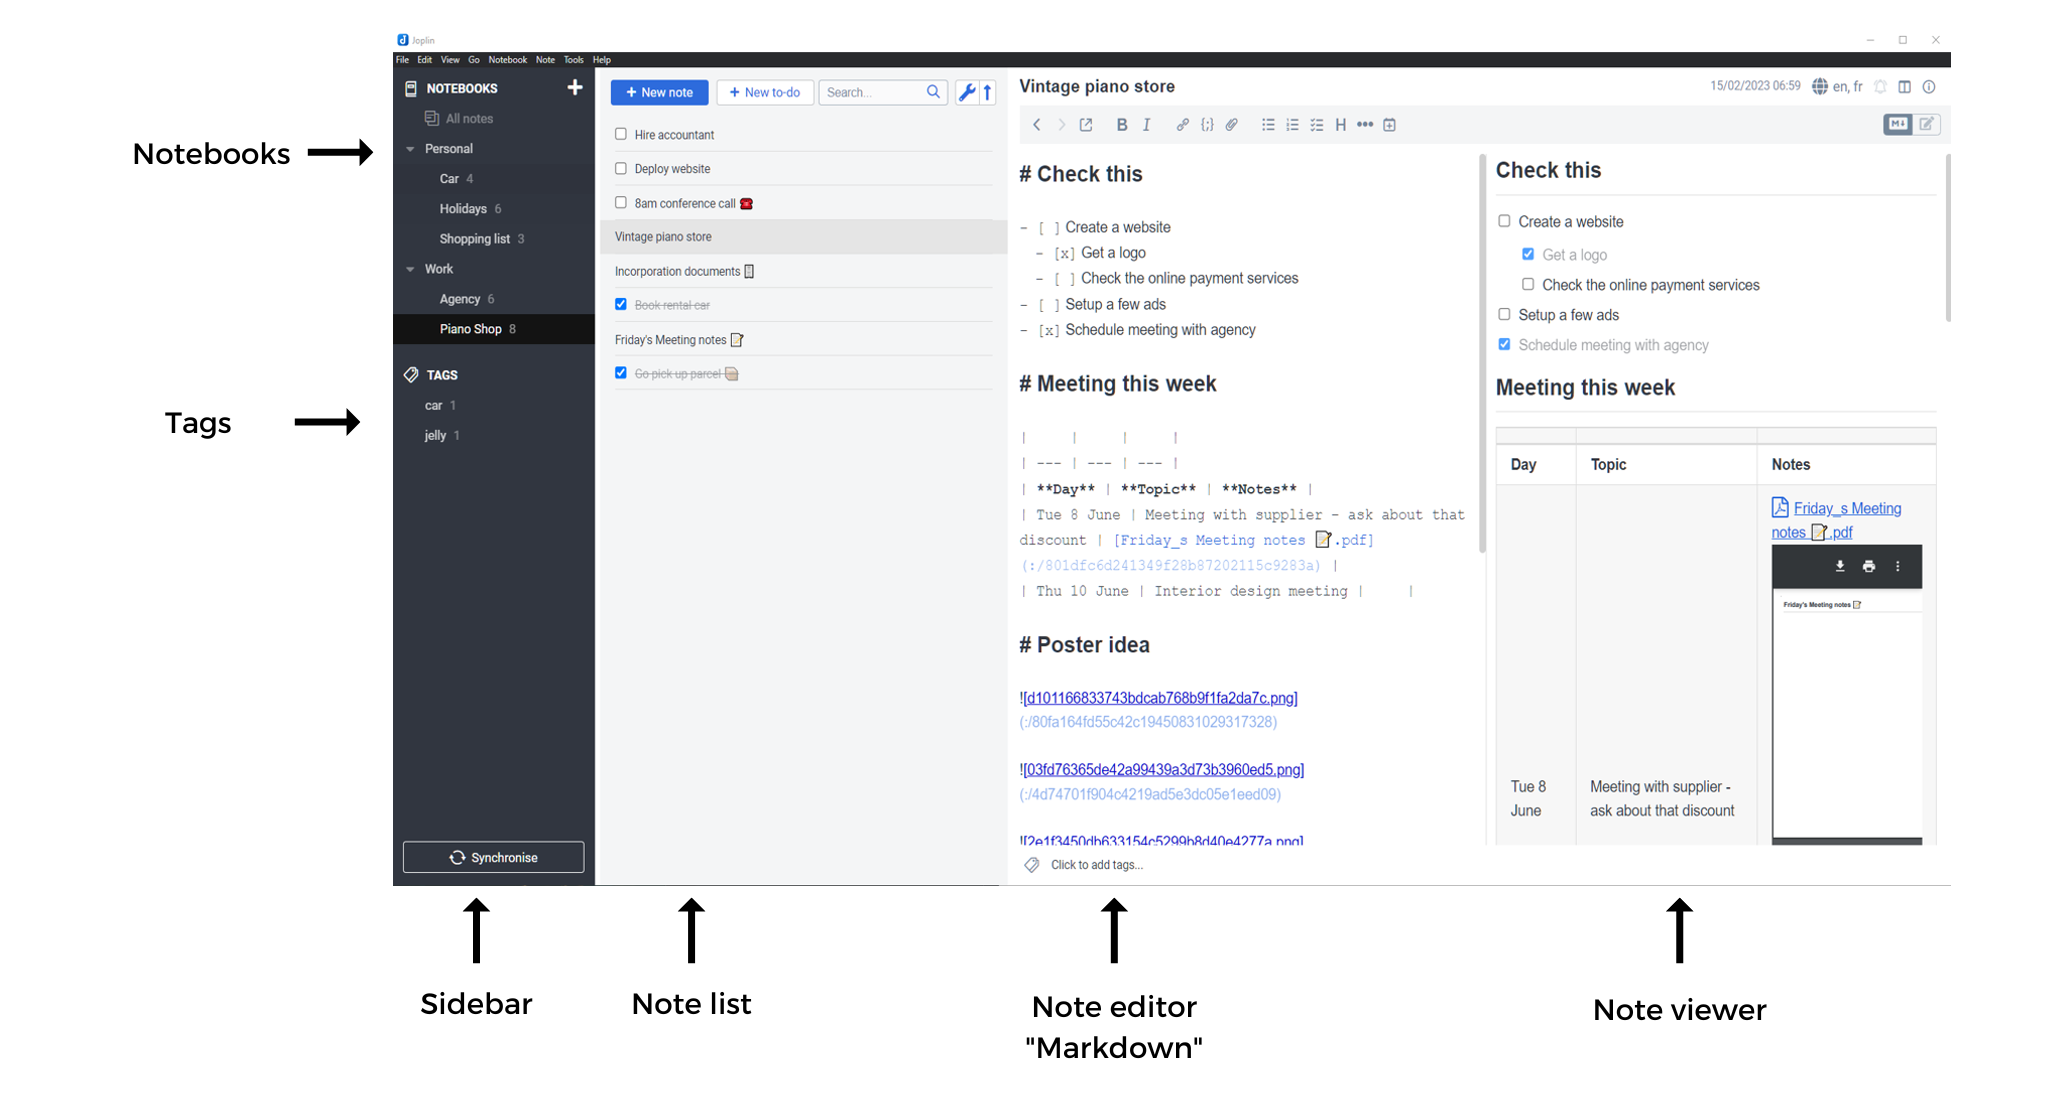 Joplin
File Edit View Go Notebook Note Tools Help
NOTEBOOKS
All notes
Personal
Car 4
Holidays 6
Shopping list 3
Work
Agency 6
Piano Shop 8
TAGS
car 1
jelly 1
Synchronise
+ New note
+ New to-do
Search...
Hire accountant
Deploy website
8am conference call ☎️
Vintage piano store
Incorporation documents
Book rental car
Friday's Meeting notes 📝
Go pick up parcel
Vintage piano store
15/02/2023 06:59 en, fr
B I {;} H •••
M↓
# Check this
- [ ] Create a website
- [x] Get a logo
- [ ] Check the online payment services
- [ ] Setup a few ads
- [x] Schedule meeting with agency
# Meeting this week
| | | |
| --- | --- | --- |
| **Day** | **Topic** | **Notes** |
| Tue 8 June | Meeting with supplier - ask about that
discount | [Friday_s Meeting notes 📝.pdf]
(:/801dfc6d241349f28b87202115c9283a) |
| Thu 10 June | Interior design meeting | |
# Poster idea
![d101166833743bdcab768b9f1fa2da7c.png]
(:/80fa164fd55c42c19450831029317328)
![03fd76365de42a99439a3d73b3960ed5.png]
(:/4d74701f904c4219ad5e3dc05e1eed09)
![2e1f3450db633154c5299b8d40e4277a.png]
Click to add tags...
Check this
Create a website
Get a logo
Check the online payment services
Setup a few ads
Schedule meeting with agency
Meeting this week
Day Topic Notes
Friday_s Meeting
notes 📝.pdf
Friday's Meeting notes 📝
Tue 8
June
Meeting with supplier -
ask about that discount
Notebooks
Tags
Sidebar
Note list
Note editor
"Markdown"
Note viewer